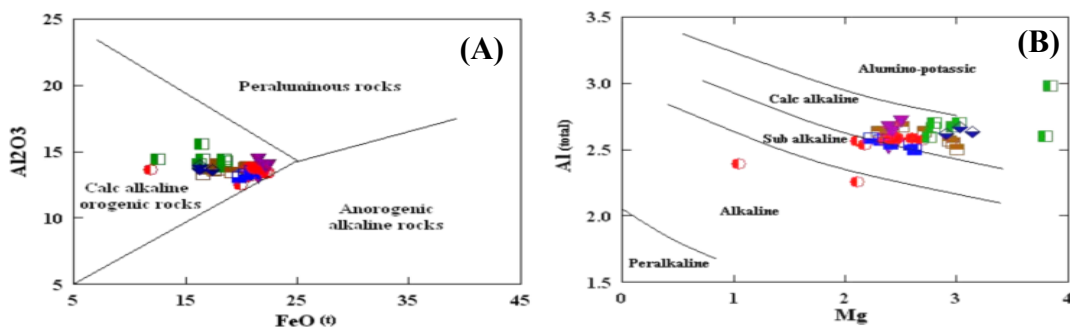 (A)
25
20
15
10
5
Al2O3
Peraluminous rocks
Calc alkaline
orogenic rocks
Anorogenic
alkaline rocks
5
15
25
35
45
FeO (t)
(B)
3.5
3.0
2.5
2.0
1.5
Al (total)
Alumino-potassic
Calc alkaline
Sub alkaline
Alkaline
Peralkaline
0
1
2
3
4
Mg